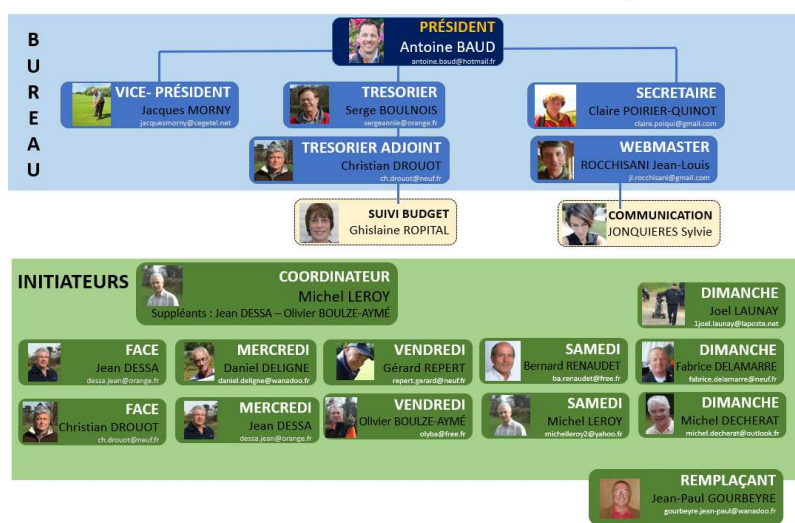 BUREAU
PRÉSIDENT
Antoine BAUD
antoine.baud@hotmail.fr
VICE- PRÉSIDENT
Jacques MORNY
jacquesmorny@cegetel.net
TRESORIER
Serge BOULNOIS
sergeannie@orange.fr
SECRETAIRE
Claire POIRIER-QUINOT
claire.poiqui@gmail.com
TRESORIER ADJOINT
Christian DROUOT
ch.drouot@neuf.fr
WEBMASTER
ROCCHISANI Jean-Louis
jl.rocchisani@gmail.com
SUIVI BUDGET
Ghislaine ROPITAL
COMMUNICATION
JONQUIERES Sylvie
INITIATEURS
COORDINATEUR
Michel LEROY
Suppléants : Jean DESSA – Olivier BOULZE-AYMÉ
DIMANCHE
Joel LAUNAY
1joel.launay@laposte.net
FACE
Jean DESSA
dessa.jean@orange.fr
MERCREDI
Daniel DELIGNE
daniel.deligne@wanadoo.fr
VENDREDI
Gérard REPERT
repert.gerard@neuf.fr
SAMEDI
Bernard RENAUDET
ba.renaudet@free.fr
DIMANCHE
Fabrice DELAMARRE
fabrice.delamarre@neuf.fr
FACE
Christian DROUOT
ch.drouot@neuf.fr
MERCREDI
Jean DESSA
dessa.jean@orange.fr
VENDREDI
Olivier BOULZE-AYMÉ
olyba@free.fr
SAMEDI
Michel LEROY
michelleroy2@yahoo.fr
DIMANCHE
Michel DECHERAT
michel.decherat@outlook.fr
REMPLAÇANT
Jean-Paul GOURBEYRE
gourbeyre.jean-paul@wanadoo.fr